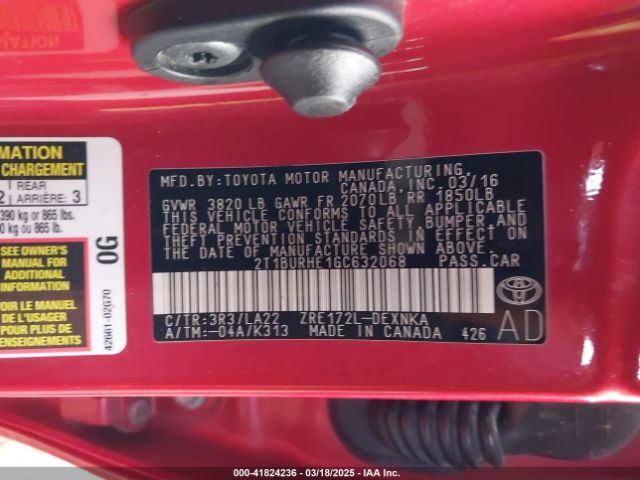 MATION
CHARGEMENT
REAR
2 ARRIÈRE: 3
390 kg or 865 lbs.
0 kg ou 865 lb.
SEE OWNER'S
MANUAL FOR
ADDITIONAL
INFORMATION
VOIR LE MANUEL
DE L'USAGER
POUR PLUS DE
RENSEIGNEMENTS
0G
42661-02G70
MFD.BY:TOYOTA MOTOR MANUFACTURING,
CANADA, INC. 03/16
GVWR 3820 LB GAWR FR 2070LB RR 1850LB
THIS VEHICLE CONFORMS TO ALL APPLICABLE
FEDERAL MOTOR VEHICLE SAFETY, BUMPER, AND
THEFT PREVENTION STANDARDS IN EFFECT ON
THE DATE OF MANUFACTURE SHOWN ABOVE.
2T1BURHE1GC632068 PASS.CAR
C/TR:3R3/LA22 ZRE172L-DEXNKA
A/TM:-04A/K313 MADE IN CANADA 426
TOYOTA
AD
000-41824236 - 03/18/2025 - IAA Inc.